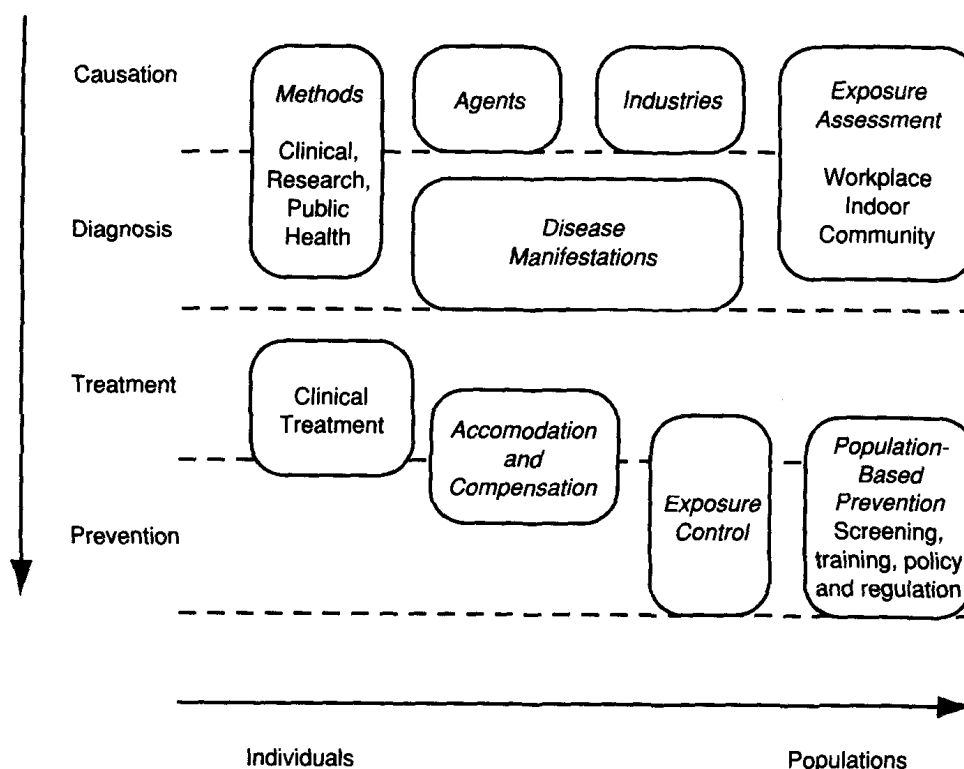 Causation
Methods
Clinical,
Research,
Public
Health
Agents
Industries
Exposure
Assessment
Workplace
Indoor
Community
Diagnosis
Disease
Manifestations
Treatment
Clinical
Treatment
Accomodation
and
Compensation
Exposure
Control
Population-
Based
Prevention
Screening,
training, policy
and regulation
Prevention
Individuals
Populations